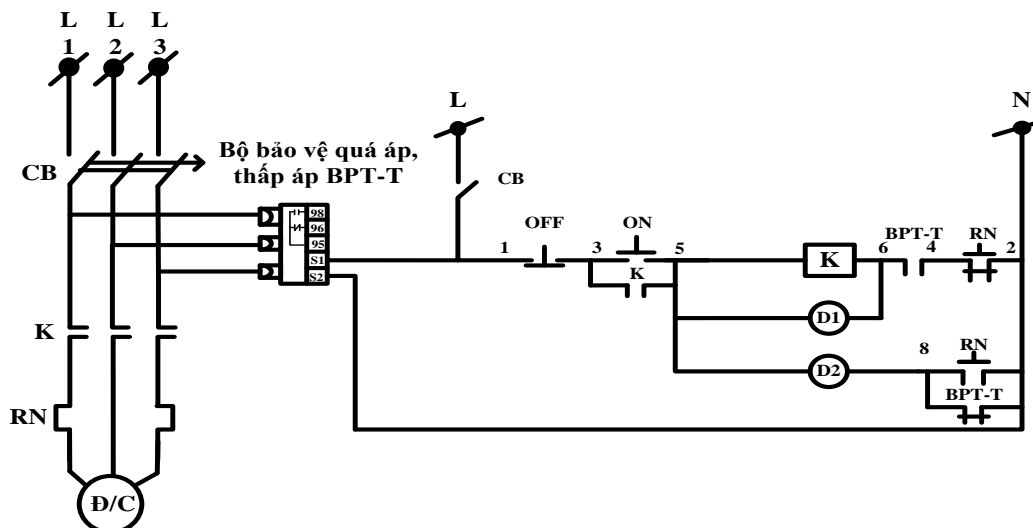 L L L
1 2 3
CB
Bộ bảo vệ quá áp,
thấp áp BPT-T
98
96
95
S1
S2
L
CB
N
1
OFF
3
ON
K
5
K
6
BPT-T
4
RN
2
D1
D2
8
RN
BPT-T
K
RN
Đ/C